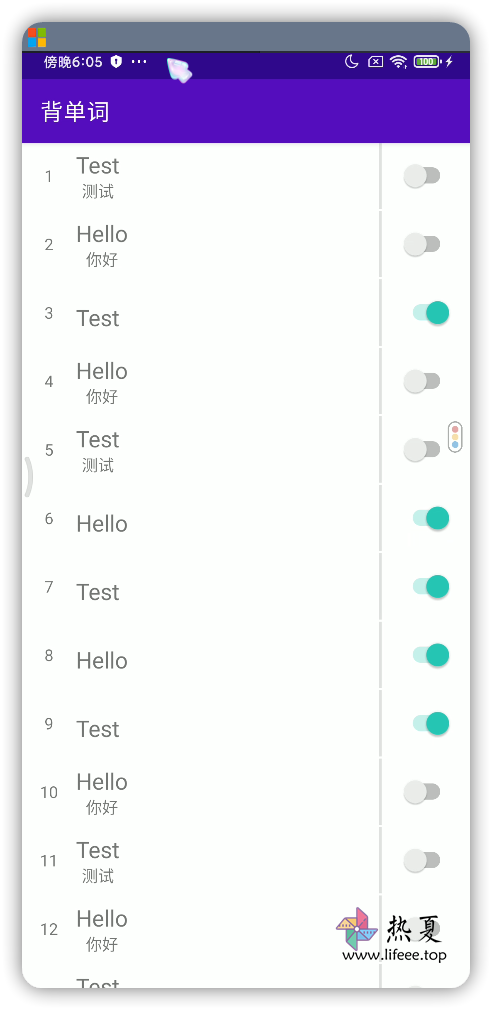 傍晚6:05
100
背单词
1
Test
测试
2
Hello
你好
3
Test
4
Hello
你好
5
Test
测试
6
Hello
7
Test
8
Hello
9
Test
10
Hello
你好
11
Test
测试
12
Hello
你好
热夏
www.lifeee.top
Test